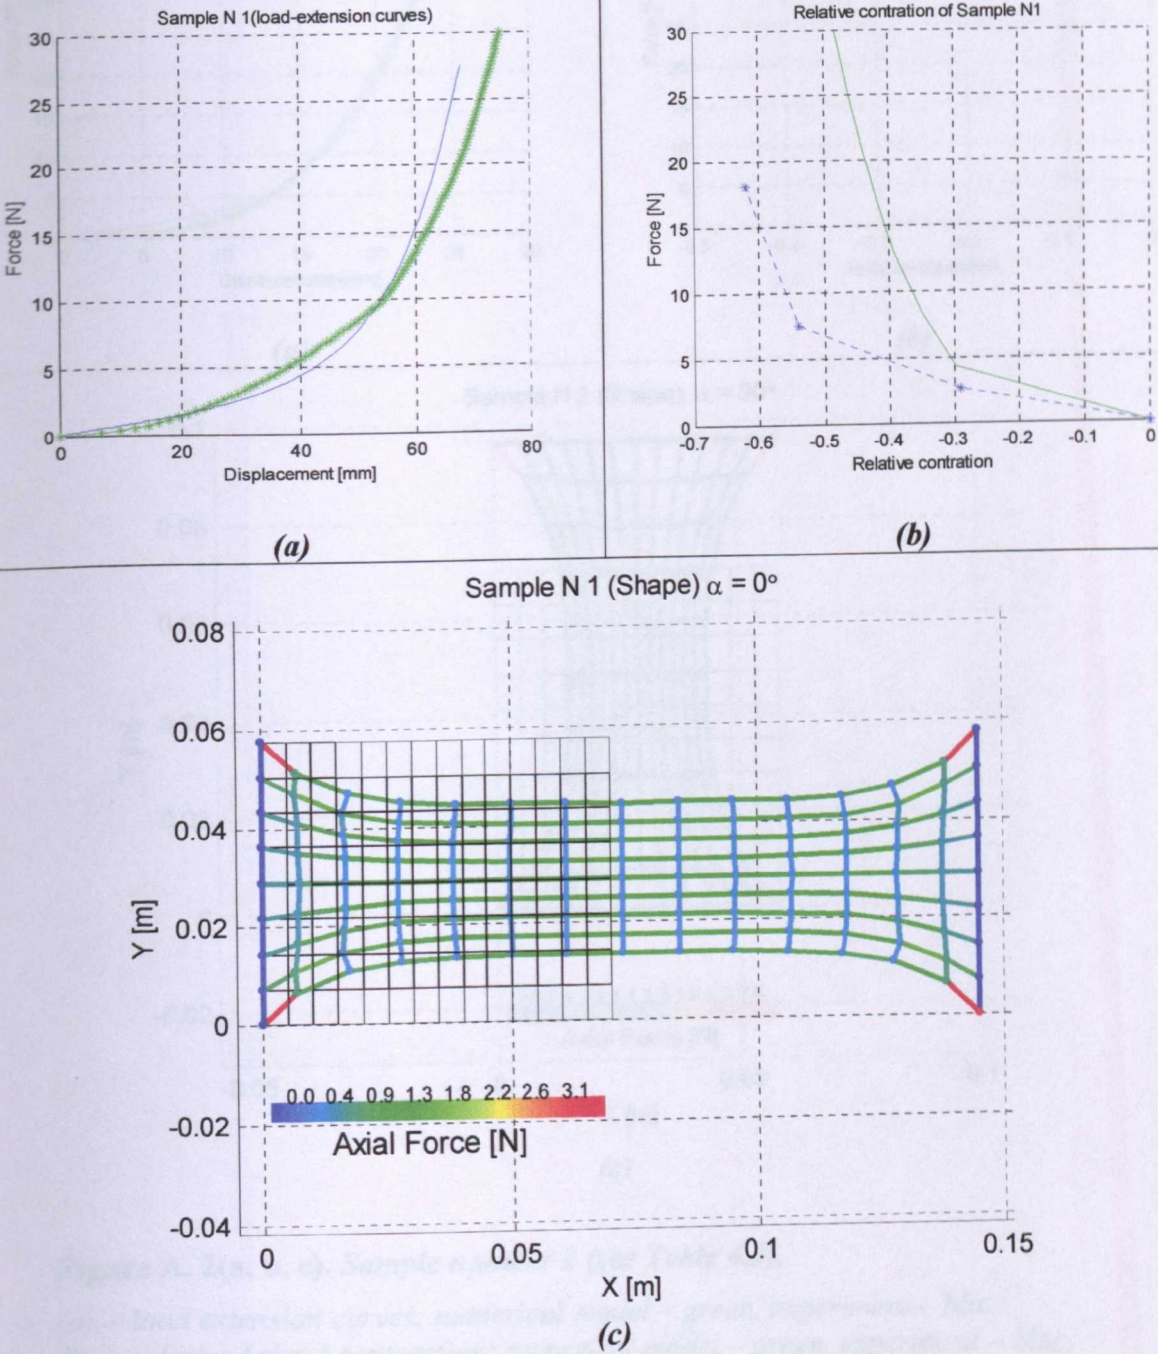 Sample N 1(load-extension curves)
30
25
20
15
10
5
0
Force [N]
0 20 40 60 80
Displacement [mm]
(a)
Relative contration of Sample N1
30
25
20
15
10
5
0
Force [N]
-0.7 -0.6 -0.5 -0.4 -0.3 -0.2 -0.1 0
Relative contration
(b)
Sample N 1 (Shape) α = 0°
0.08
0.06
0.04
0.02
0
-0.02
-0.04
Y [m]
0.0 0.4 0.9 1.3 1.8 2.2 2.6 3.1
Axial Force [N]
0 0.05 0.1 0.15
X [m]
(c)